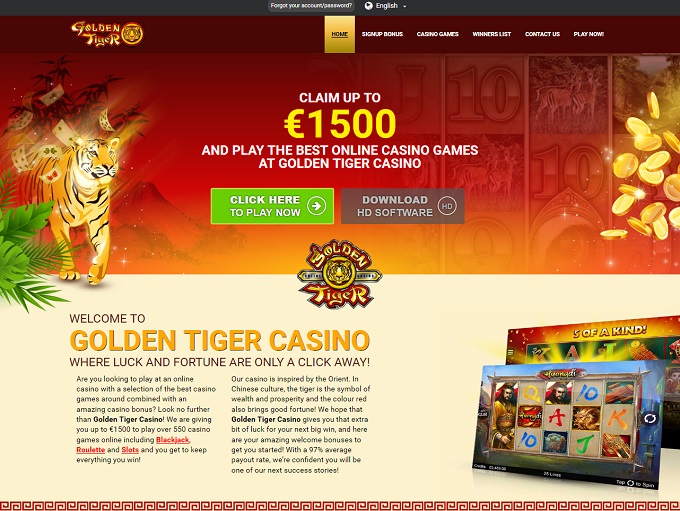 Forgot your account/password?
English
GOLDEN
TIGER
HOME
SIGNUP BONUS
CASINO GAMES
WINNERS LIST
CONTACT US
PLAY NOW!
CLAIM UP TO
€1500
AND PLAY THE BEST ONLINE CASINO GAMES
AT GOLDEN TIGER CASINO
CLICK HERE
TO PLAY NOW
DOWNLOAD
HD SOFTWARE
HD
J
10
10
GOLDEN
ONLINE CASINO
TIGER
WELCOME TO
GOLDEN TIGER CASINO
WHERE LUCK AND FORTUNE ARE ONLY A CLICK AWAY!
Are you looking to play at an online
casino with a selection of the best casino
games around combined with an
amazing casino bonus? Look no further
than Golden Tiger Casino! We are giving
you up to €1500 to play over 550 casino
games online including Blackjack,
Roulette and Slots and you get to keep
everything you win!
Our casino is inspired by the Orient. In
Chinese culture, the tiger is the symbol of
wealth and prosperity and the colour red
also brings good fortune! We hope that
Golden Tiger Casino gives you that extra
bit of luck for your next big win, and here
are your amazing welcome bonuses to
get you started! With a 97% average
payout rate, we're confident you will be
one of our next success stories!
5 OF A KIND!
Huangdi
10
A
K
10
Q
25 Lines
Tap to Spin